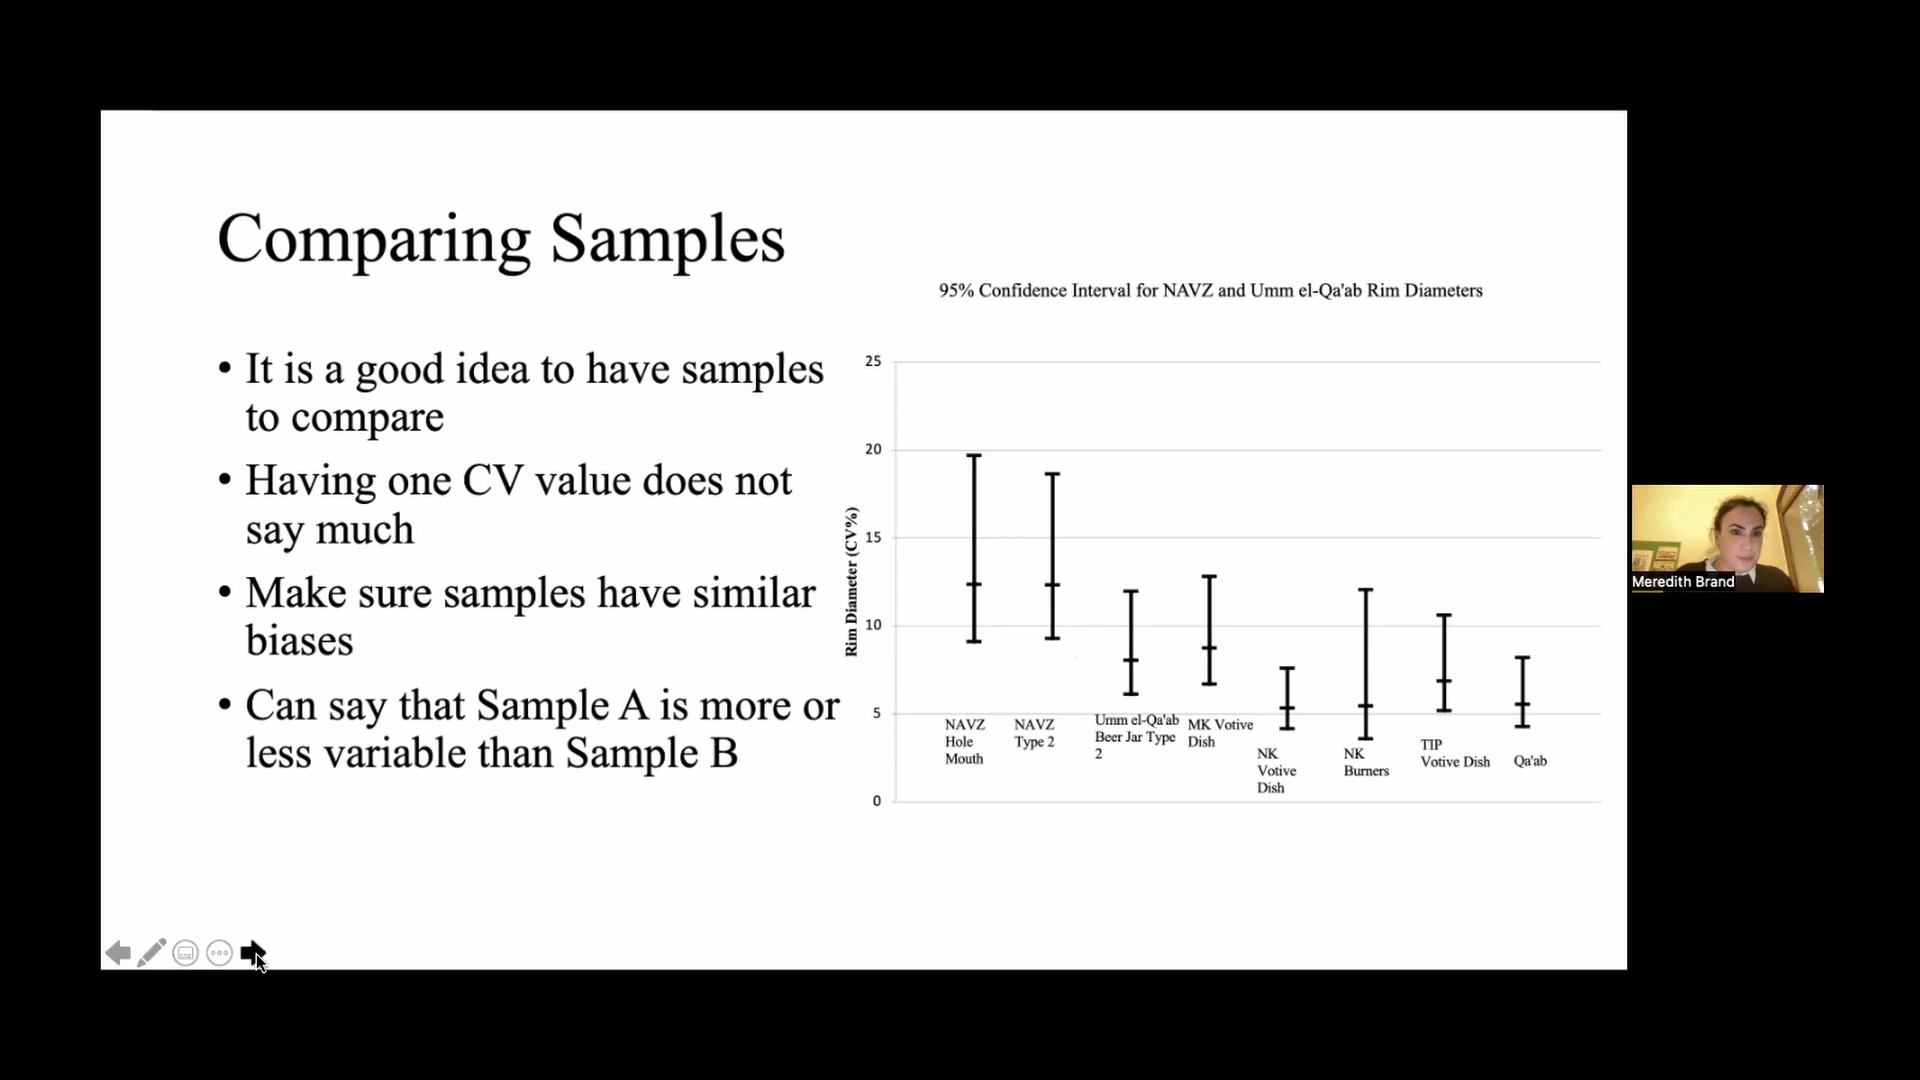 Comparing Samples
• It is a good idea to have samples
to compare
• Having one CV value does not
say much
• Make sure samples have similar
biases
• Can say that Sample A is more or
less variable than Sample B
95% Confidence Interval for NAVZ and Umm el-Qa'ab Rim Diameters
Rim Diameter (CV%)
25
20
15
10
5
0
NAVZ
Hole
Mouth
NAVZ
Type 2
Umm el-Qa'ab
Beer Jar Type
2
MK Votive
Dish
NK
Votive
Dish
NK
Burners
TIP
Votive Dish
Qa'ab
Meredith Brand